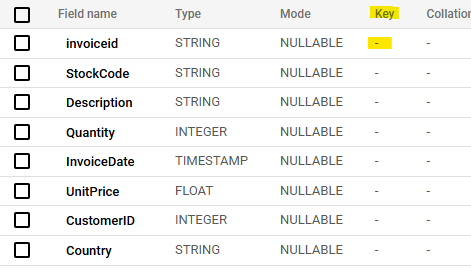 Field name Type Mode Key Collation
invoiceid STRING NULLABLE - -
StockCode STRING NULLABLE - -
Description STRING NULLABLE - -
Quantity INTEGER NULLABLE - -
InvoiceDate TIMESTAMP NULLABLE - -
UnitPrice FLOAT NULLABLE - -
CustomerID INTEGER NULLABLE - -
Country STRING NULLABLE - -